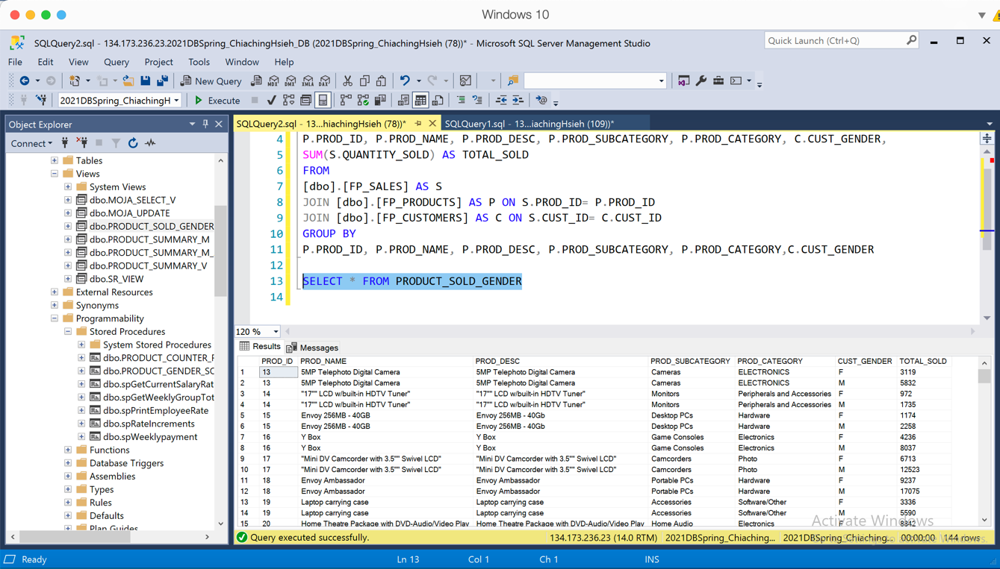 Windows 10
SQLQuery2.sql - 134.173.236.23.2021DBSpring_ChiachingHsieh_DB (2021DBSpring_ChiachingHsieh (78))* - Microsoft SQL Server Management Studio
Quick Launch (Ctrl+Q)
File Edit View Query Project Tools Window Help
New Query MDX DMX XMLA DAX
2021DBSpring_ChiachingH Execute
Object Explorer
SQLQuery2.sql - 13...hiachingHsieh (78))* SQLQuery1.sql - 13...iachingHsieh (109))*
Connect
Tables
Views
System Views
dbo.MOJA_SELECT_V
dbo.MOJA_UPDATE
dbo.PRODUCT_SOLD_GENDER
dbo.PRODUCT_SUMMARY_M
dbo.PRODUCT_SUMMARY_M_
dbo.PRODUCT_SUMMARY_V
dbo.SR_VIEW
External Resources
Synonyms
Programmability
Stored Procedures
System Stored Procedures
dbo.PRODUCT_COUNTER_F
dbo.PRODUCT_GENDER_SC
dbo.spGetCurrentSalaryRat
dbo.spGetWeeklyGroupTot
dbo.spPrintEmployeeRate
dbo.spRateIncrements
dbo.spWeeklypayment
Functions
Database Triggers
Assemblies
Types
Rules
Defaults
Plan Guides
4 P.PROD_ID, P.PROD_NAME, P.PROD_DESC, P.PROD_SUBCATEGORY, P.PROD_CATEGORY, C.CUST_GENDER,
5 SUM(S.QUANTITY_SOLD) AS TOTAL_SOLD
6 FROM
7 [dbo].[FP_SALES] AS S
8 JOIN [dbo].[FP_PRODUCTS] AS P ON S.PROD_ID= P.PROD_ID
9 JOIN [dbo].[FP_CUSTOMERS] AS C ON S.CUST_ID= C.CUST_ID
10 GROUP BY
11 P.PROD_ID, P.PROD_NAME, P.PROD_DESC, P.PROD_SUBCATEGORY, P.PROD_CATEGORY,C.CUST_GENDER
12
13 SELECT * FROM PRODUCT_SOLD_GENDER
14
120 %
Results Messages
PROD_ID PROD_NAME PROD_DESC PROD_SUBCATEGORY PROD_CATEGORY CUST_GENDER TOTAL_SOLD
1 13 5MP Telephoto Digital Camera 5MP Telephoto Digital Camera Cameras ELECTRONICS F 3119
2 13 5MP Telephoto Digital Camera 5MP Telephoto Digital Camera Cameras ELECTRONICS M 5832
3 14 "17"" LCD w/built-in HDTV Tuner" "17"" LCD w/built-in HDTV Tuner" Monitors Peripherals and Accessories F 972
4 14 "17"" LCD w/built-in HDTV Tuner" "17"" LCD w/built-in HDTV Tuner" Monitors Peripherals and Accessories M 1735
5 15 Envoy 256MB - 40GB Envoy 256MB - 40Gb Desktop PCs Hardware F 1174
6 15 Envoy 256MB - 40GB Envoy 256MB - 40Gb Desktop PCs Hardware M 2258
7 16 Y Box Y Box Game Consoles Electronics F 4236
8 16 Y Box Y Box Game Consoles Electronics M 8037
9 17 "Mini DV Camcorder with 3.5"" Swivel LCD" "Mini DV Camcorder with 3.5"" Swivel LCD" Camcorders Photo F 6713
10 17 "Mini DV Camcorder with 3.5"" Swivel LCD" "Mini DV Camcorder with 3.5"" Swivel LCD" Camcorders Photo M 12523
11 18 Envoy Ambassador Envoy Ambassador Portable PCs Hardware F 9237
12 18 Envoy Ambassador Envoy Ambassador Portable PCs Hardware M 17075
13 19 Laptop carrying case Laptop carrying case Accessories Software/Other F 3336
14 19 Laptop carrying case Laptop carrying case Accessories Software/Other M 5590
15 20 Home Theatre Package with DVD-Audio/Video Play Home Theatre Package with DVD-Audio/Video Play Home Audio Electronics F 8842
Activate Windows
Query executed successfully. 134.173.236.23 (14.0 RTM) 2021DBSpring_Chiaching... 2021DBSpring_Chiaching... 00:00:00 144 rows
Ready Ln 13 Col 1 Ch 1 INS